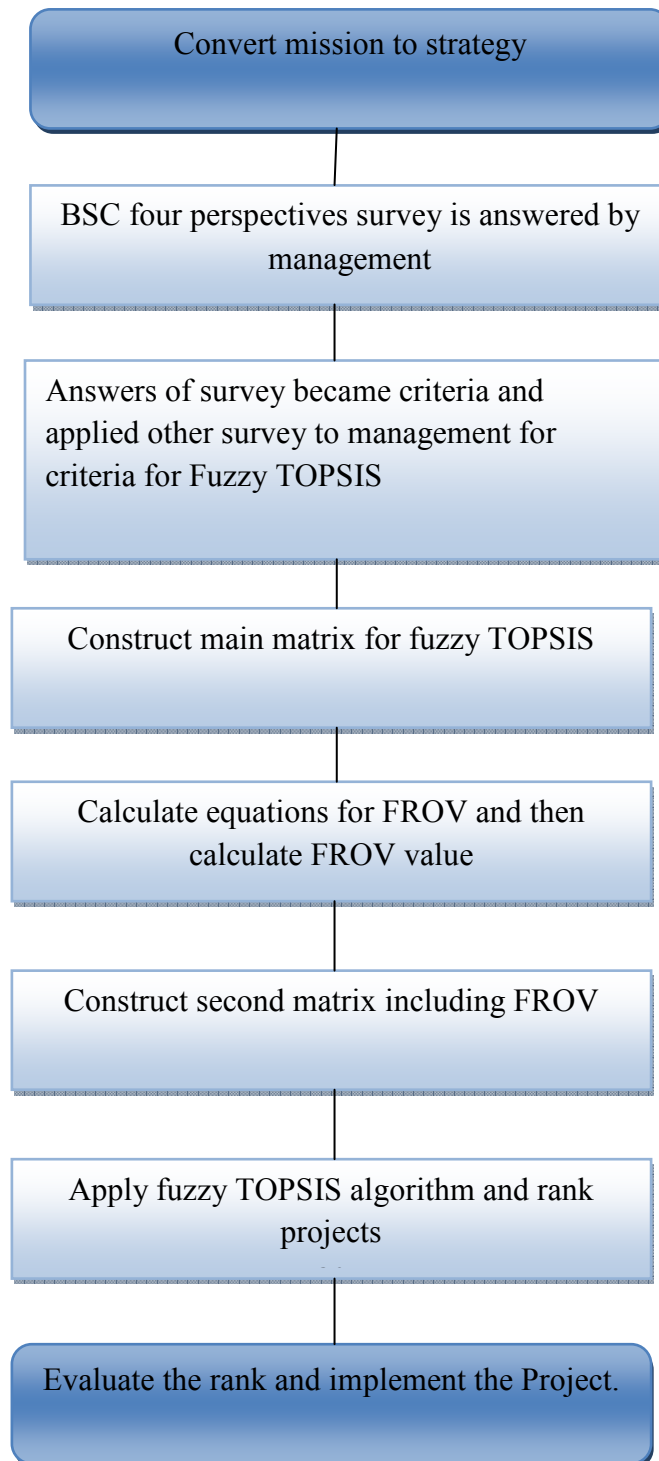 Convert mission to strategy
BSC four perspectives survey is answered by
management
Answers of survey became criteria and
applied other survey to management for
criteria for Fuzzy TOPSIS
Construct main matrix for fuzzy TOPSIS
Calculate equations for FROV and then
calculate FROV value
Construct second matrix including FROV
Apply fuzzy TOPSIS algorithm and rank
projects
Evaluate the rank and implement the Project.